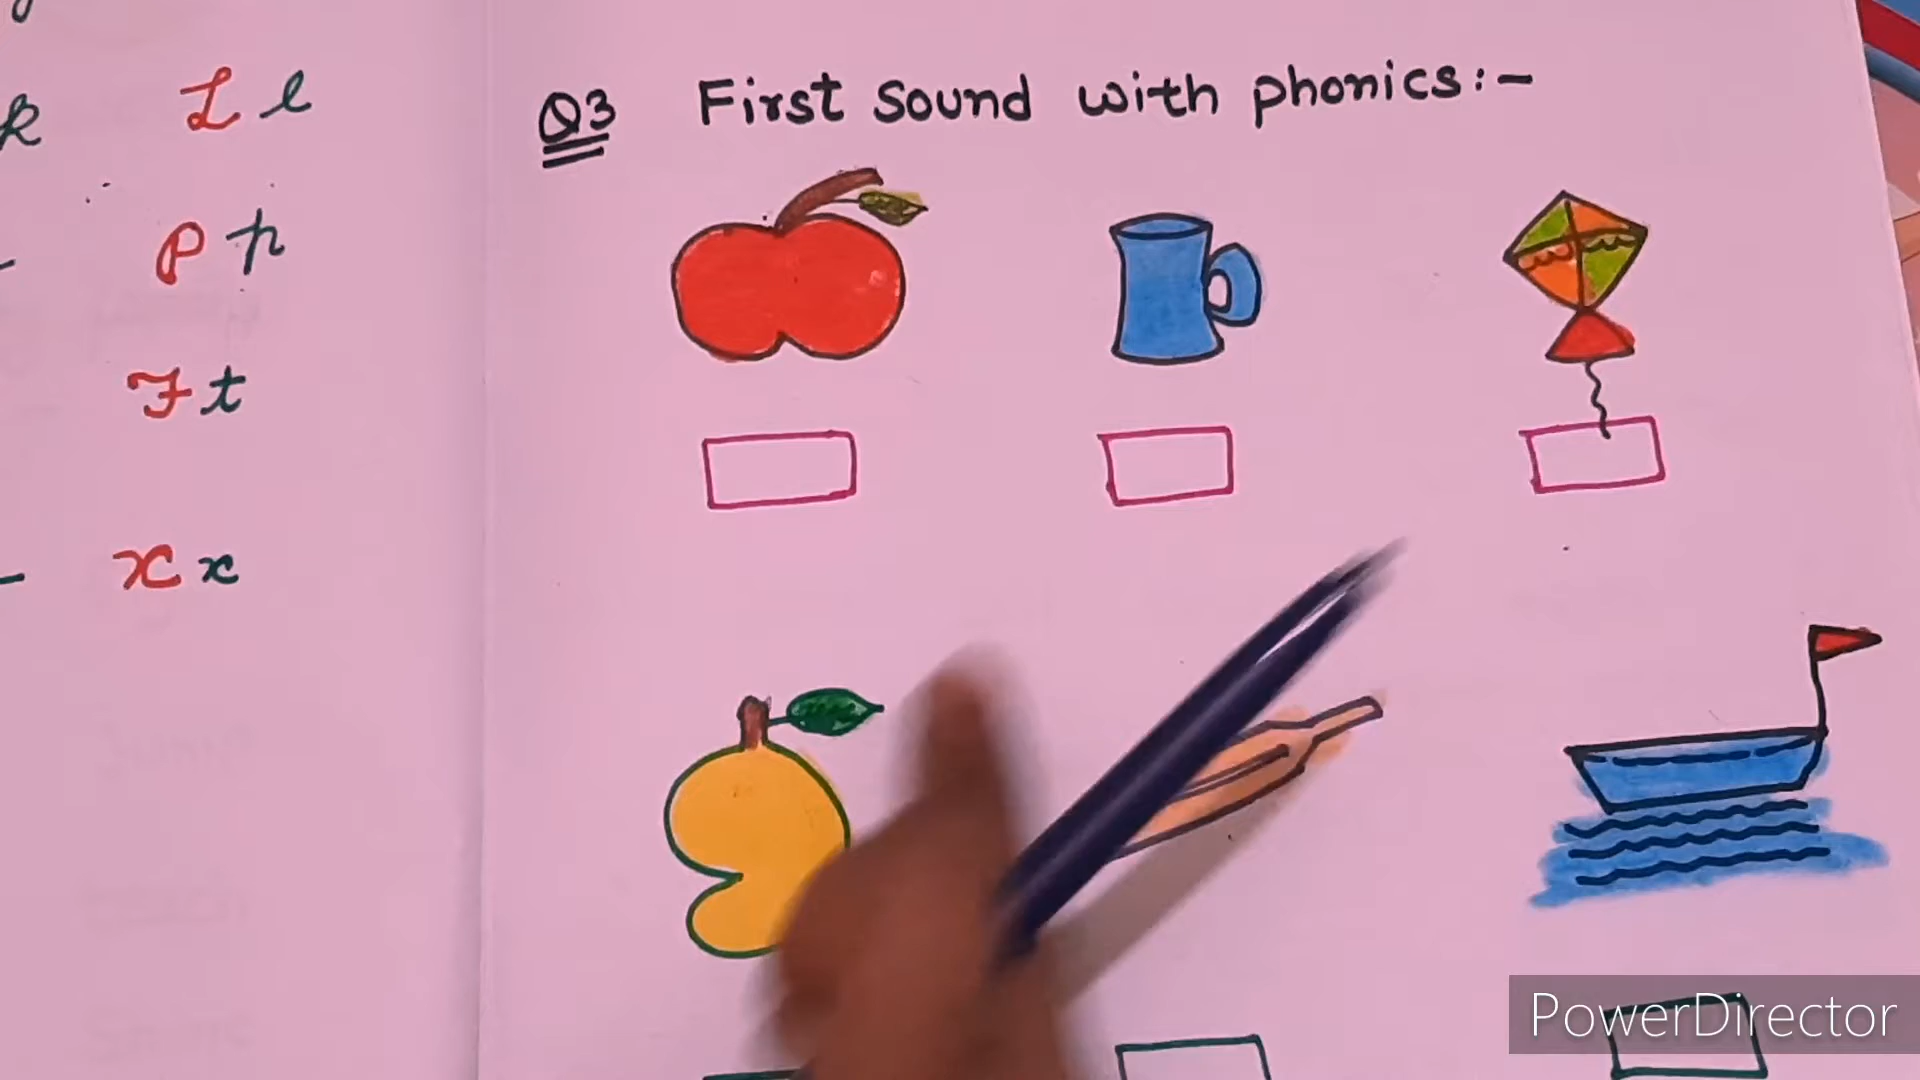 k L l
P p
T t
X x
Q3 First Sound with phonics:-
PowerDirector